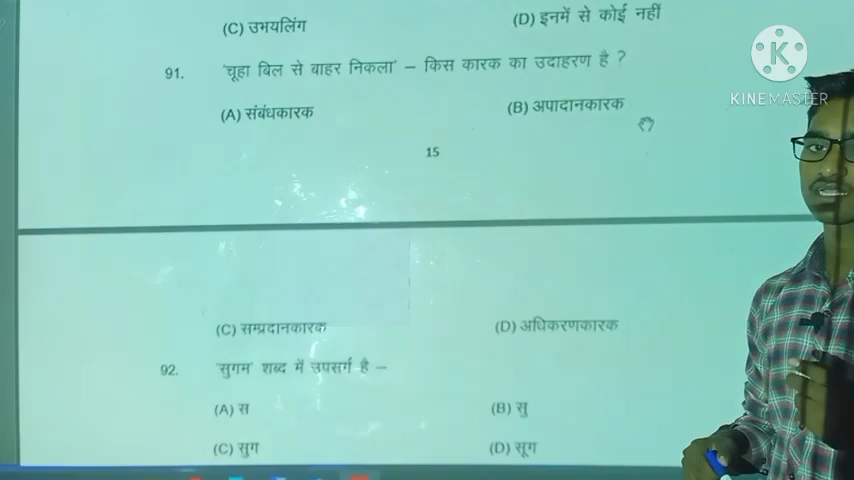 (C) उभयलिंग (D) इनमें से कोई नहीं
91. 'चूहा बिल से बाहर निकला' – किस कारक का उदाहरण है ?
(A) संबंधकारक (B) अपादानकारक
15
(C) सम्प्रदानकारक (D) अधिकरणकारक
92. 'सुगम' शब्द में उपसर्ग है –
(A) स (B) सु
(C) सुग (D) सूग
K
KINEMASTER